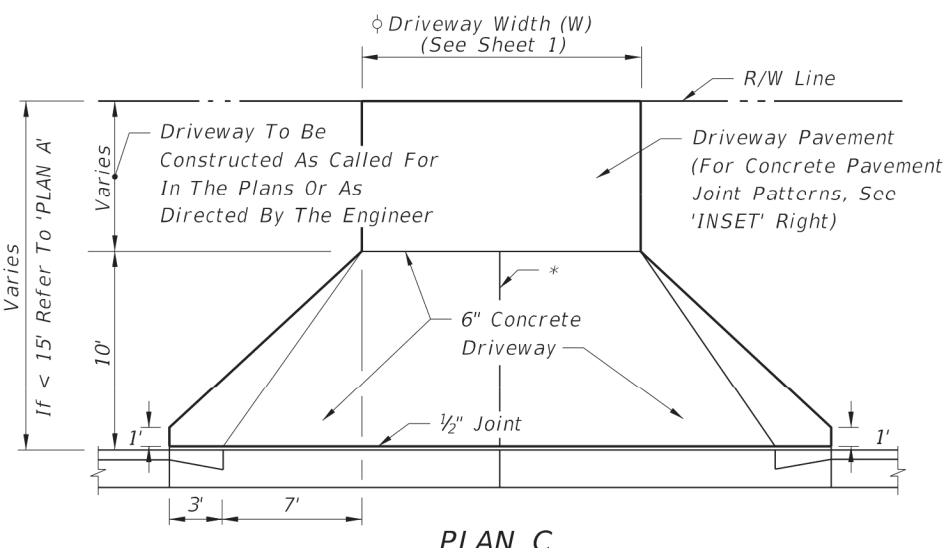 ⌽ Driveway Width (W)
(See Sheet 1)
R/W Line
Driveway To Be
Constructed As Called For
In The Plans Or As
Directed By The Engineer
Driveway Pavement
(For Concrete Pavement
Joint Patterns, See
'INSET' Right)
Varies
Varies
If < 15' Refer To 'PLAN A'
*
10'
6" Concrete
Driveway
½" Joint
1'
1'
3'
7'
PLAN C